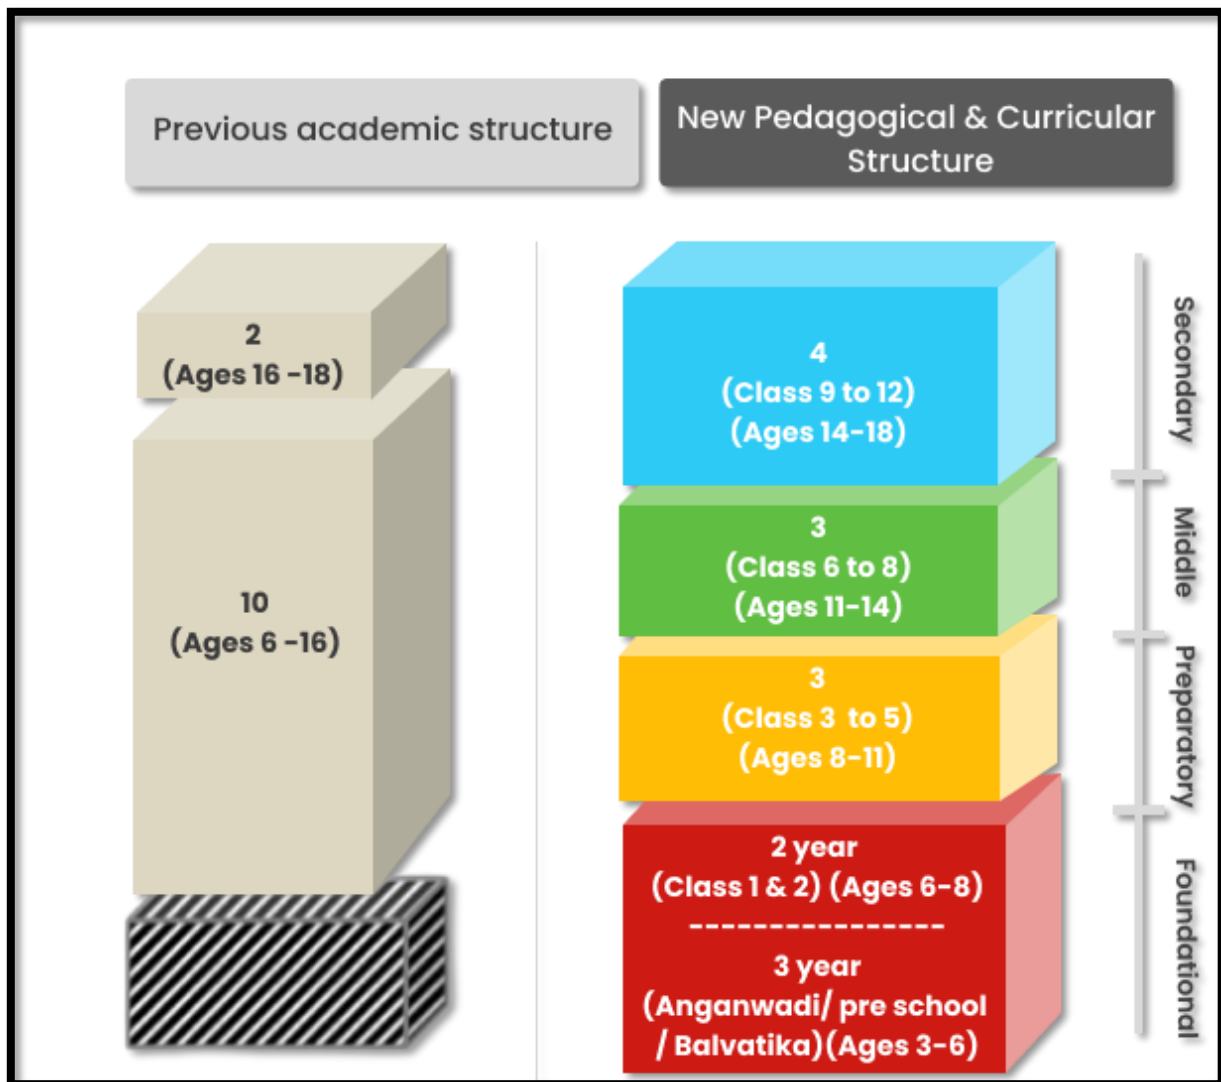 Previous academic structure
New Pedagogical & Curricular
Structure
2
(Ages 16 -18)
10
(Ages 6 -16)
4
(Class 9 to 12)
(Ages 14-18)
Secondary
3
(Class 6 to 8)
(Ages 11-14)
Middle
3
(Class 3 to 5)
(Ages 8-11)
Preparatory
2 year
(Class 1 & 2) (Ages 6-8)
----------------
3 year
(Anganwadi/ pre school
/ Balvatika)(Ages 3-6)
Foundational